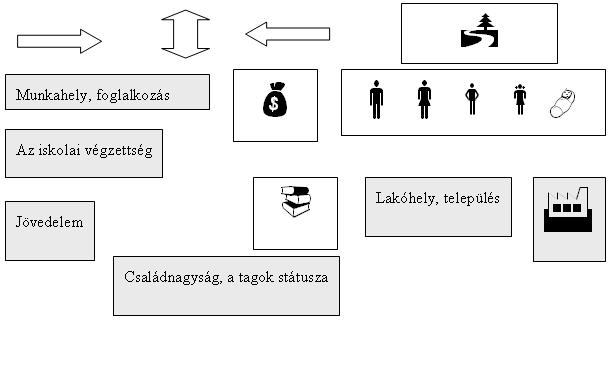 Munkahely, foglalkozás
Az iskolai végzettség
Lakóhely, település
Jövedelem
Családnagyság, a tagok státusza